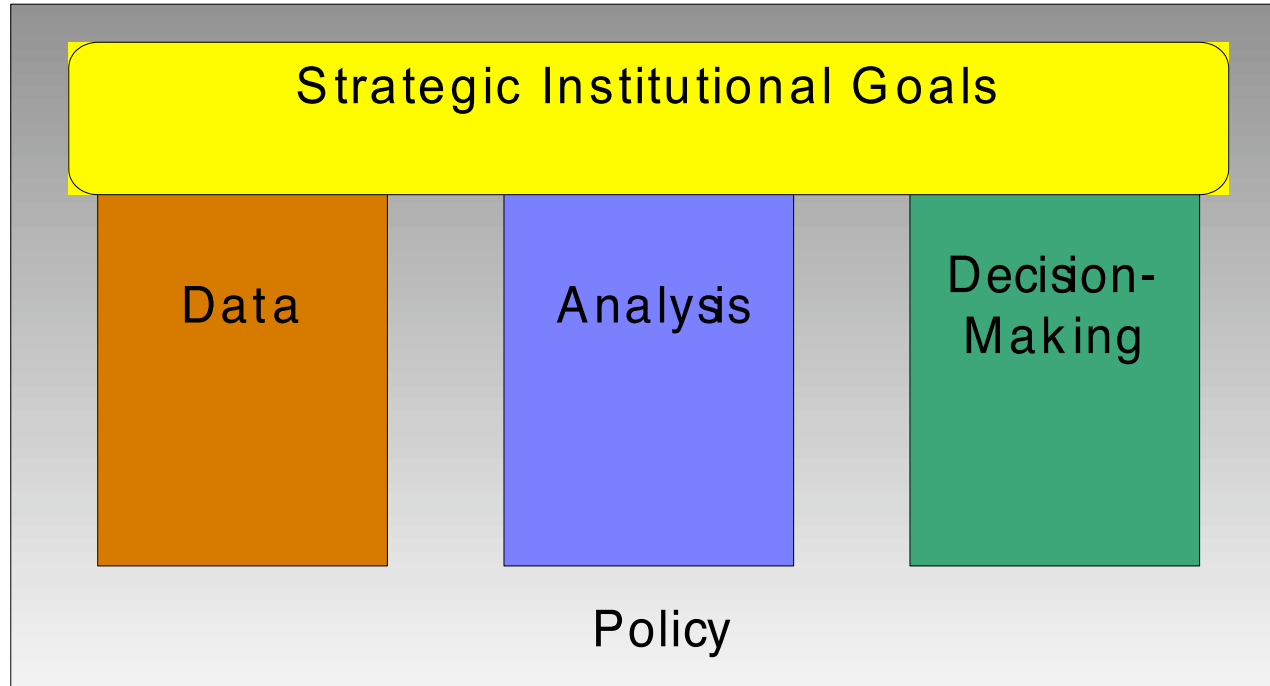 Strategic Institutional Goals
Data
Analysis
Decision-
Making
Policy